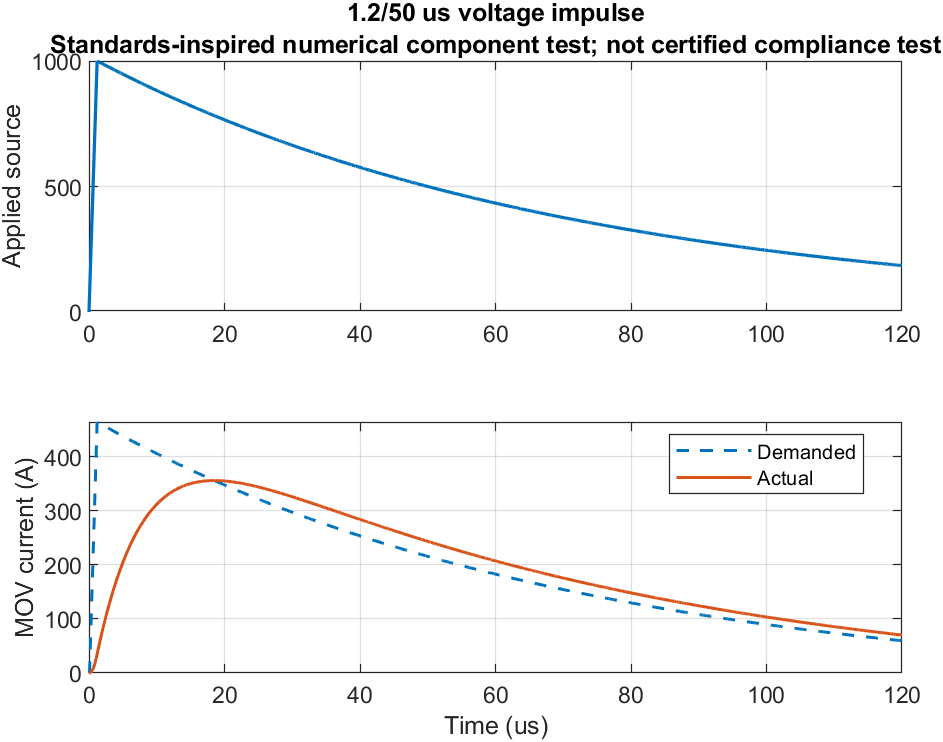 1.2/50 us voltage impulse
Standards-inspired numerical component test; not certified compliance test
1000
500
0
Applied source
0 20 40 60 80 100 120
400
300
200
100
0
MOV current (A)
Demanded
Actual
0 20 40 60 80 100 120
Time (us)